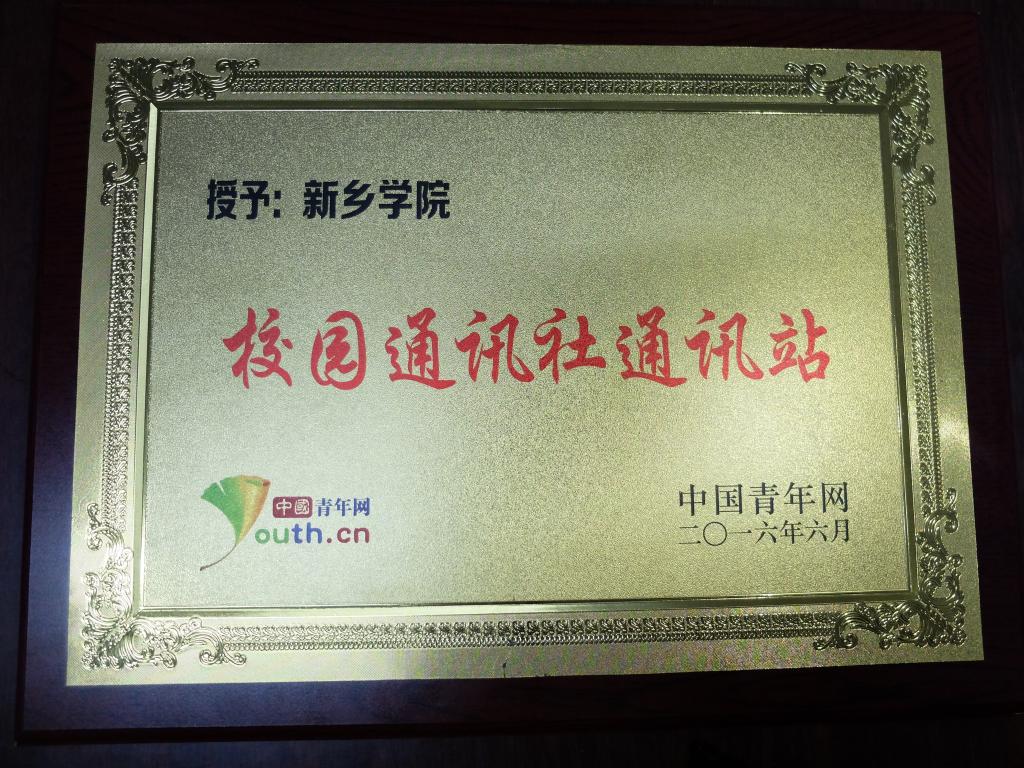 授予：新乡学院
校园通讯社通讯站
中國 青年网
Youth.cn
中国青年网
二〇一六年六月